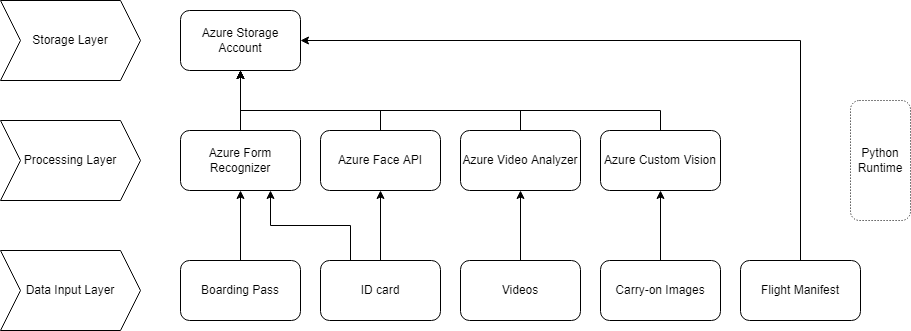 Storage Layer
Azure Storage
Account
Processing Layer
Azure Form
Recognizer
Azure Face API
Azure Video Analyzer
Azure Custom Vision
Python
Runtime
Data Input Layer
Boarding Pass
ID card
Videos
Carry-on Images
Flight Manifest